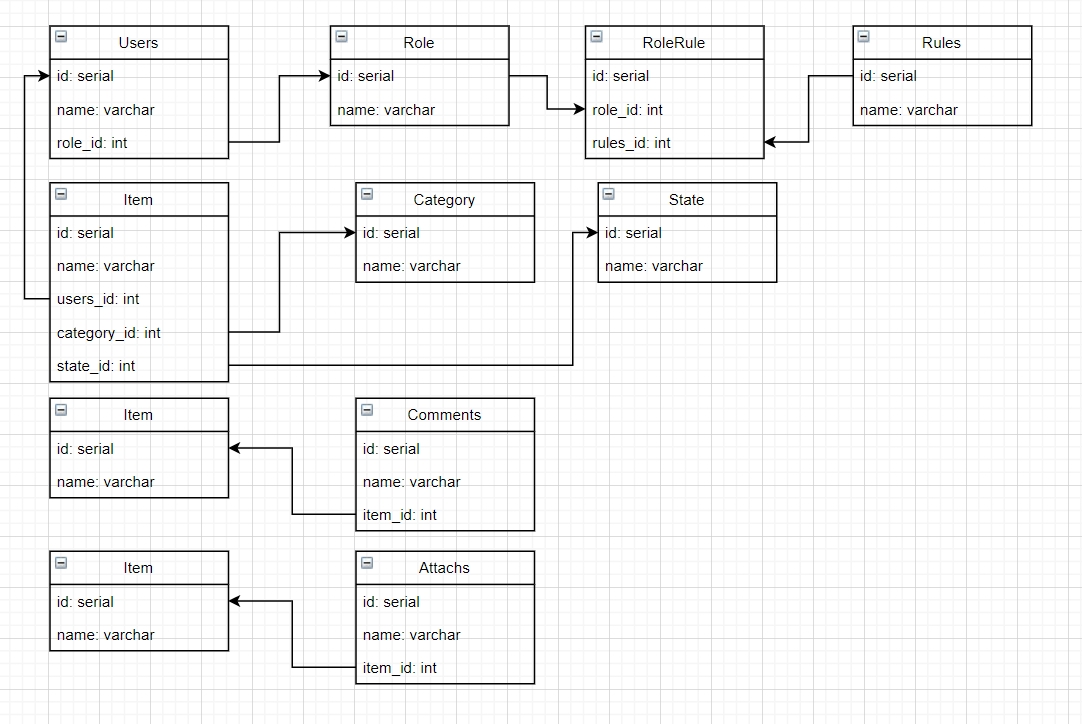 Users
id: serial
name: varchar
role_id: int
Role
id: serial
name: varchar
RoleRule
id: serial
role_id: int
rules_id: int
Rules
id: serial
name: varchar
Item
id: serial
name: varchar
users_id: int
category_id: int
state_id: int
Category
id: serial
name: varchar
State
id: serial
name: varchar
Item
id: serial
name: varchar
Comments
id: serial
name: varchar
item_id: int
Item
id: serial
name: varchar
Attachs
id: serial
name: varchar
item_id: int